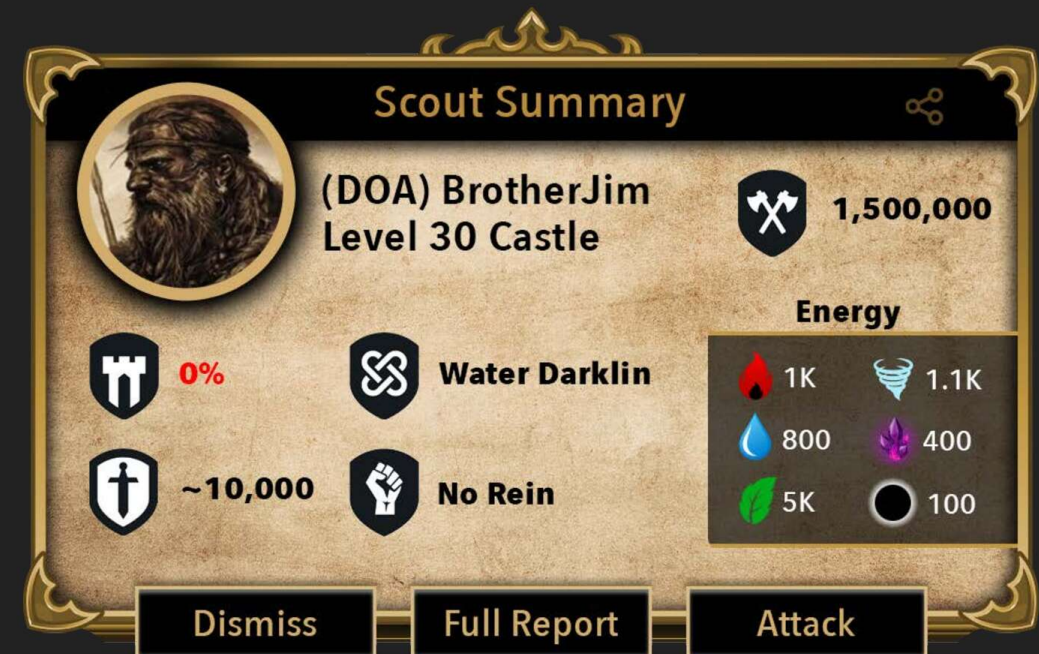 Scout Summary
(DOA) BrotherJim
Level 30 Castle
1,500,000
0%
Water Darklin
~10,000
No Rein
Energy
1K
1.1K
800
400
5K
100
Dismiss
Full Report
Attack